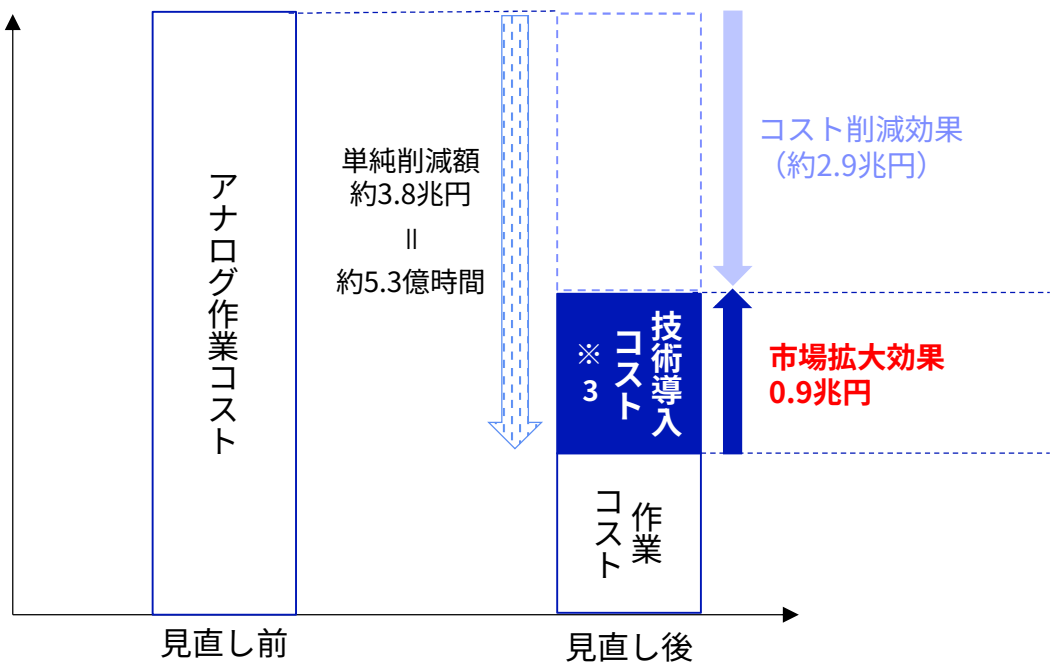 アナログ作業コスト
単純削減額
約3.8兆円
＝
約5.3億時間
コスト削減効果
（約2.9兆円）
技術導入
コスト
※3
市場拡大効果
0.9兆円
作業
コスト
見直し前
見直し後